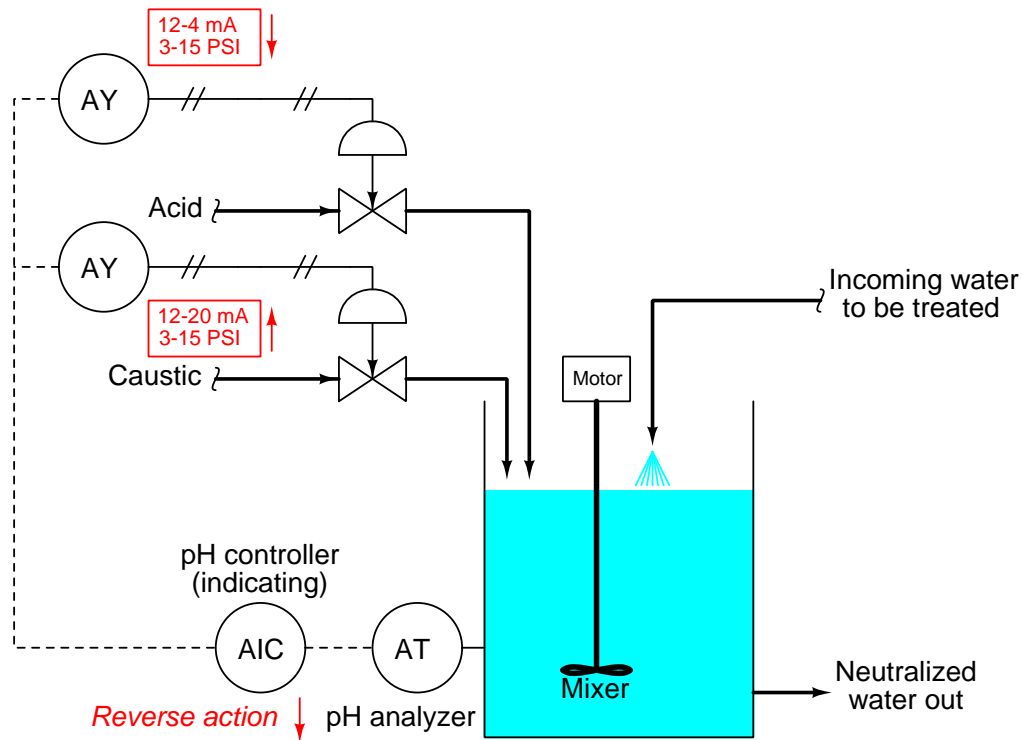 12-4 mA
3-15 PSI
AY
Acid
AY
12-20 mA
3-15 PSI
Caustic
Incoming water
to be treated
Motor
pH controller
(indicating)
AIC
AT
Reverse action
pH analyzer
Mixer
Neutralized
water out